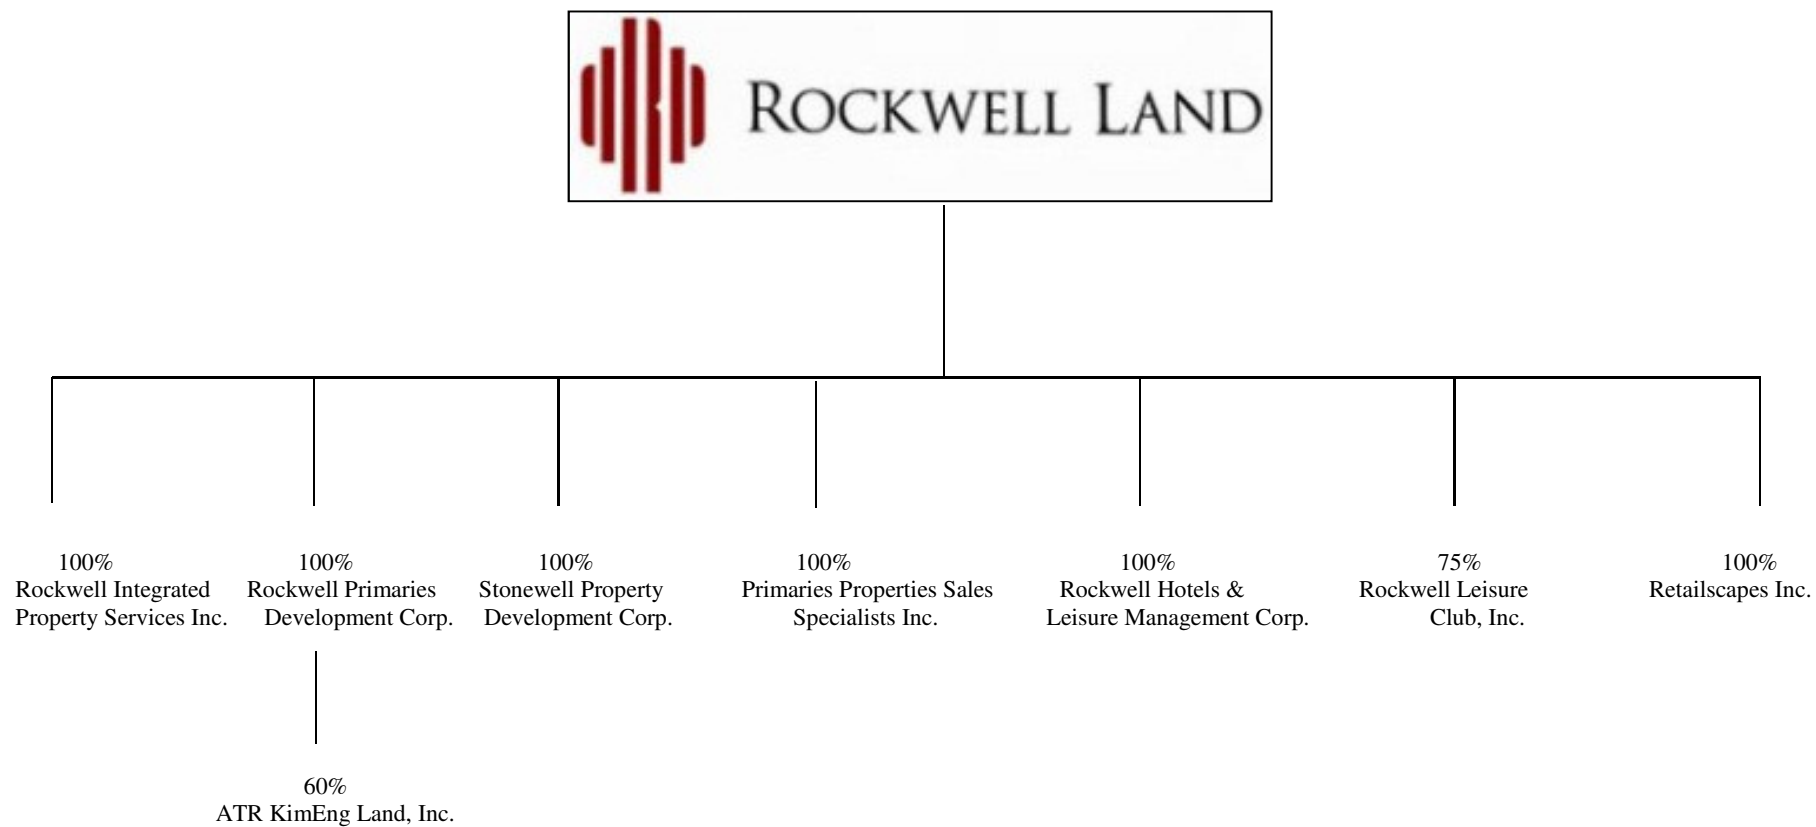 ROCKWELL LAND
100%
Rockwell Integrated
Property Services Inc.
100%
Rockwell Primaries
Development Corp.
100%
Stonewell Property
Development Corp.
100%
Primaries Properties Sales
Specialists Inc.
100%
Rockwell Hotels &
Leisure Management Corp.
75%
Rockwell Leisure
Club, Inc.
100%
Retailscapes Inc.
60%
ATR KimEng Land, Inc.